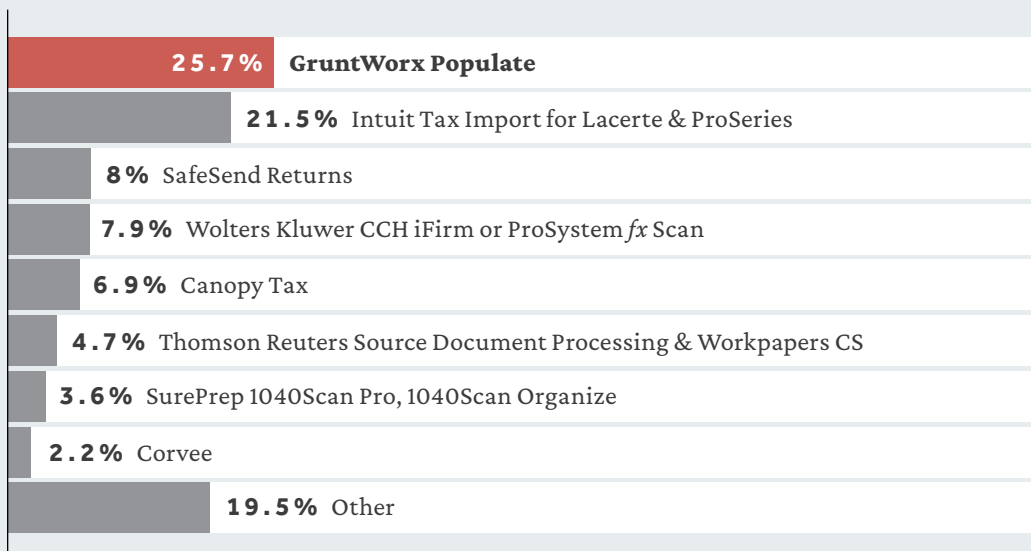 25.7% GruntWorx Populate
21.5% Intuit Tax Import for Lacerte & ProSeries
8% SafeSend Returns
7.9% Wolters Kluwer CCH iFirm or ProSystem fx Scan
6.9% Canopy Tax
4.7% Thomson Reuters Source Document Processing & Workpapers CS
3.6% SurePrep 1040Scan Pro, 1040Scan Organize
2.2% Corvee
19.5% Other